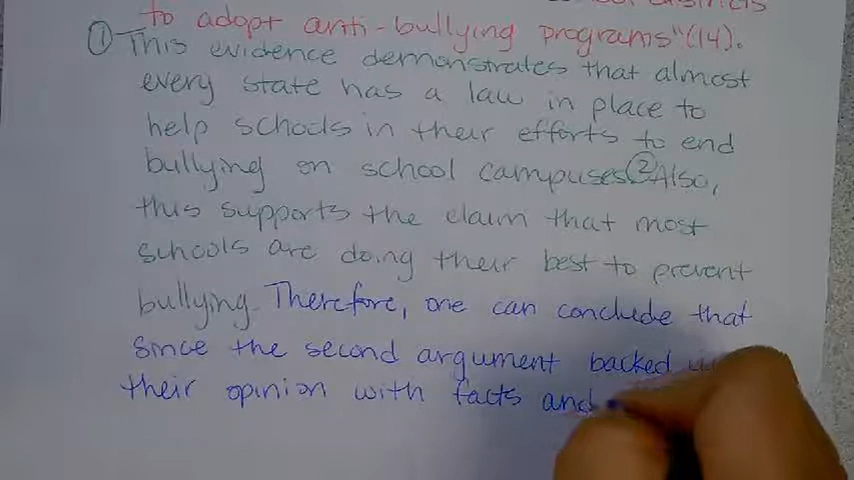 districts
to adopt anti-bullying programs"(14).
① This evidence demonstrates that almost
every state has a law in place to
help schools in their efforts to end
bullying on school campuses ② Also,
this supports the claim that most
schools are doing their best to prevent
bullying. Therefore, one can conclude that
since the second argument backed
their opinion with facts and